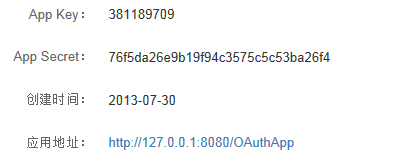 App Key： 381189709
App Secret： 76f5da26e9b19f94c3575c5c53ba26f4
创建时间： 2013-07-30
应用地址： http://127.0.0.1:8080/OAuthApp